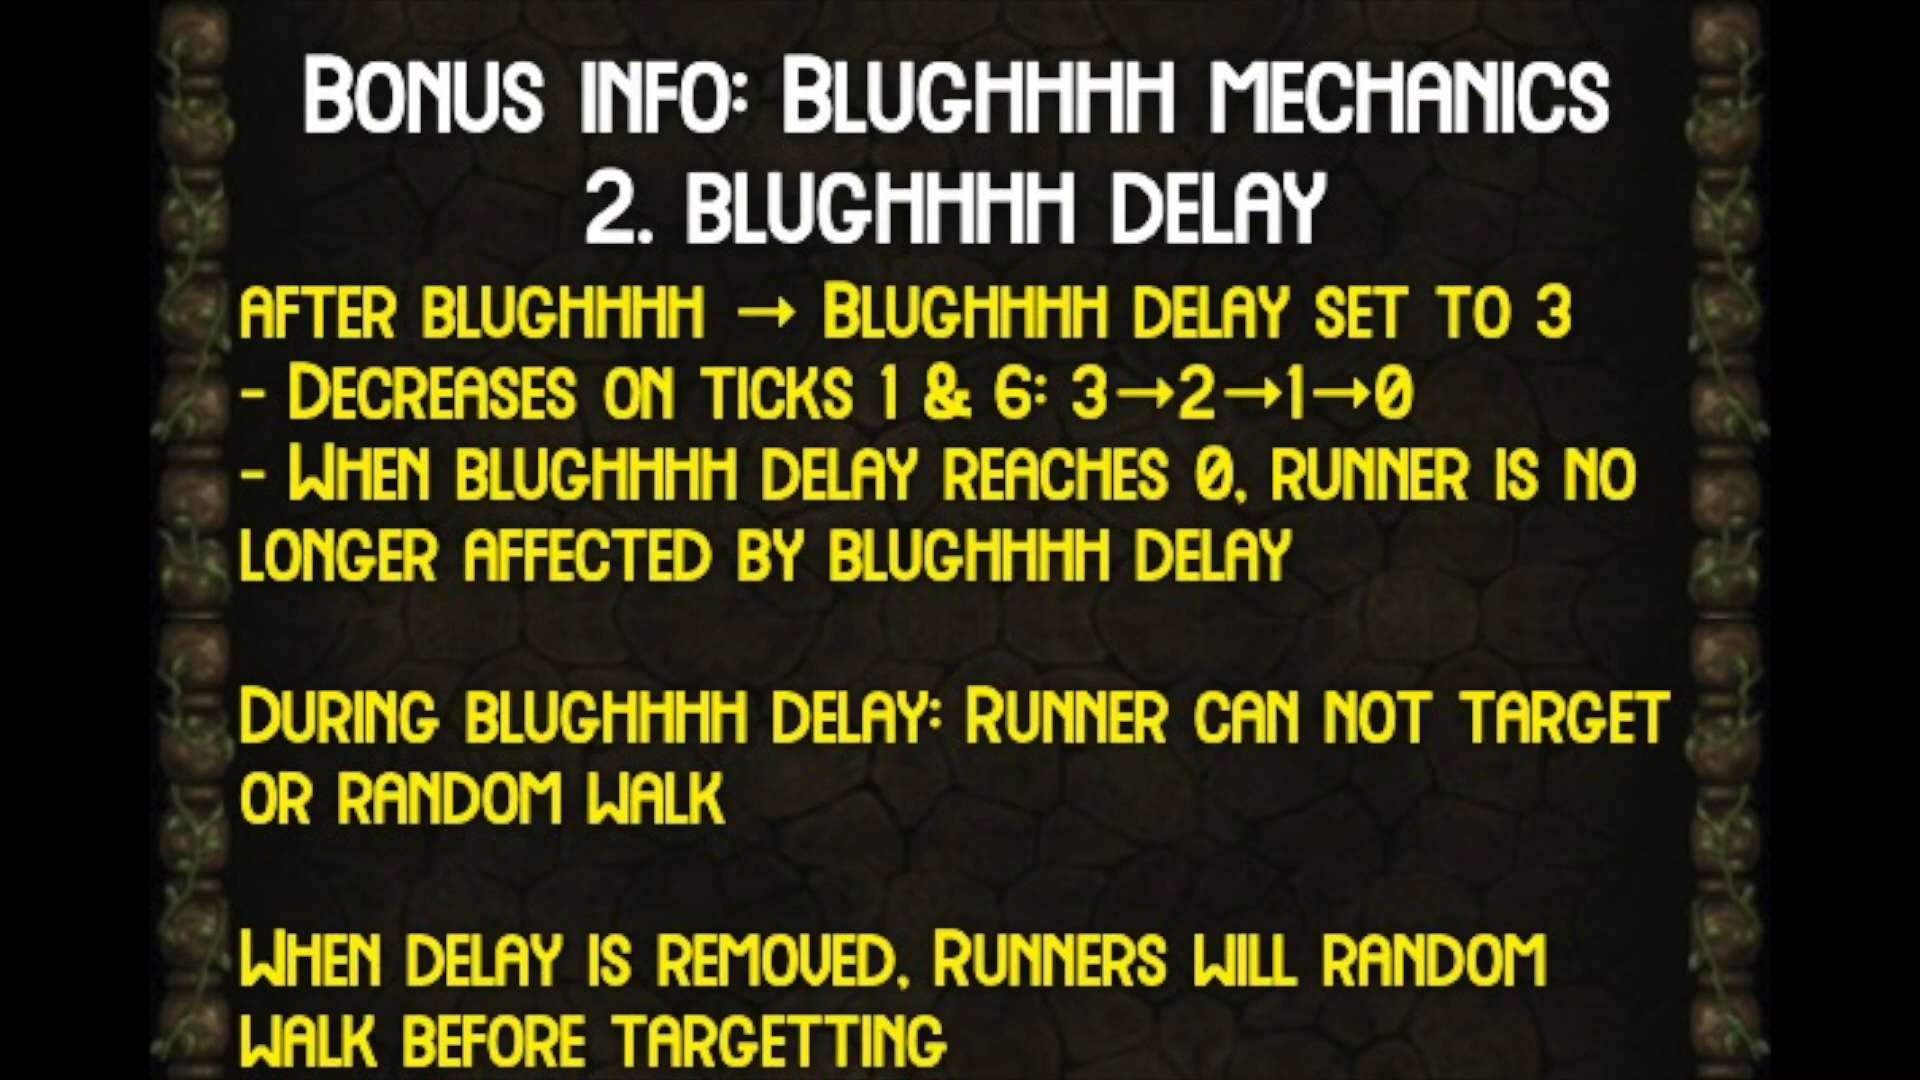 BONUS INFO: BLUGHHHH MECHANICS
2. BLUGHHHH DELAY
AFTER BLUGHHHH → BLUGHHHH DELAY SET TO 3
- DECREASES ON TICKS 1 & 6: 3→2→1→0
- WHEN BLUGHHHH DELAY REACHES 0, RUNNER IS NO
LONGER AFFECTED BY BLUGHHHH DELAY
DURING BLUGHHHH DELAY: RUNNER CAN NOT TARGET
OR RANDOM WALK
WHEN DELAY IS REMOVED, RUNNERS WILL RANDOM
WALK BEFORE TARGETTING